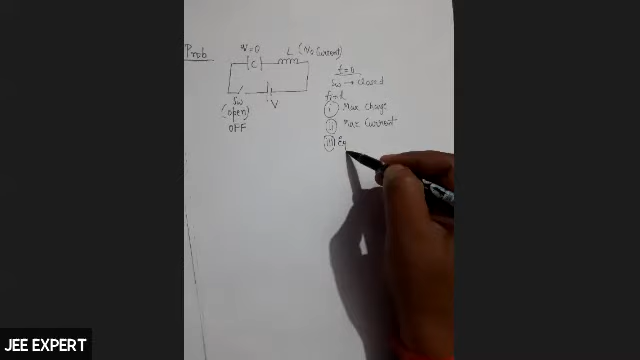 Prob
q=0
L (No Current)
C
t=0
Sw → closed
Sw
(open)
OFF
V
find
(i) Max Charge
(ii) Max Current
(iii) Eq
JEE EXPERT